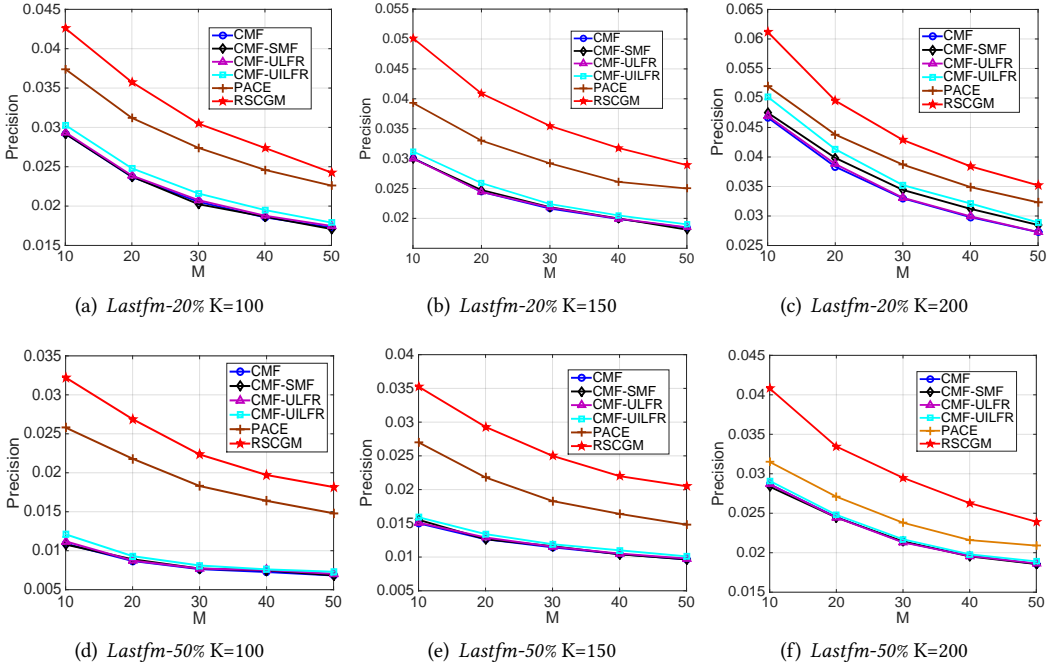 0.045
0.04
0.035
0.03
0.025
0.02
0.015
Precision
10 20 30 40 50
M
CMF
CMF-SMF
CMF-ULFR
CMF-UILFR
PACE
RSCGM
(a) Lastfm-20% K=100
0.055
0.05
0.045
0.04
0.035
0.03
0.025
0.02
Precision
10 20 30 40 50
M
CMF
CMF-SMF
CMF-ULFR
CMF-UILFR
PACE
RSCGM
(b) Lastfm-20% K=150
0.065
0.06
0.055
0.05
0.045
0.04
0.035
0.03
0.025
Precision
10 20 30 40 50
M
CMF
CMF-SMF
CMF-ULFR
CMF-UILFR
PACE
RSCGM
(c) Lastfm-20% K=200
0.035
0.03
0.025
0.02
0.015
0.01
0.005
Precision
10 20 30 40 50
M
CMF
CMF-SMF
CMF-ULFR
CMF-UILFR
PACE
RSCGM
(d) Lastfm-50% K=100
0.04
0.035
0.03
0.025
0.02
0.015
0.01
0.005
Precision
10 20 30 40 50
M
CMF
CMF-SMF
CMF-ULFR
CMF-UILFR
PACE
RSCGM
(e) Lastfm-50% K=150
0.045
0.04
0.035
0.03
0.025
0.02
0.015
Precision
10 20 30 40 50
M
CMF
CMF-SMF
CMF-ULFR
CMF-UILFR
PACE
RSCGM
(f) Lastfm-50% K=200